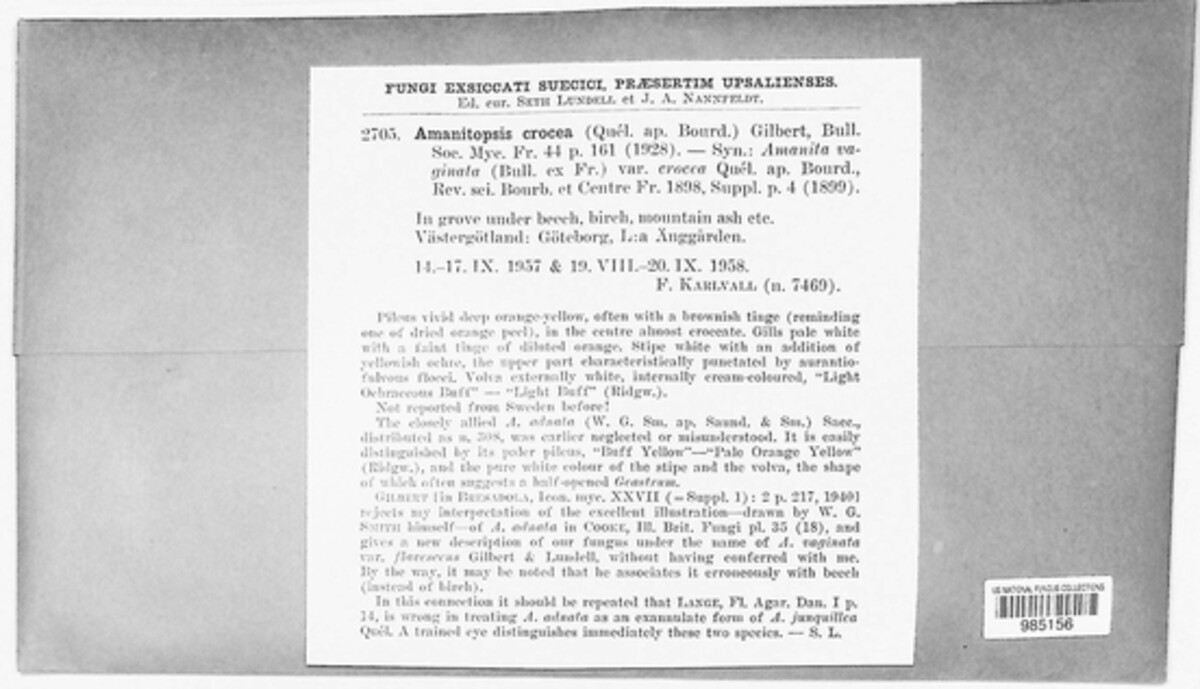 FUNGI EXSICCATI SUECICI, PRÆSERTIM UPSALIENSES.
Ed. cur. SETH LUNDELL et J. A. NANNFELDT.
2705. Amanitopsis crocea (Quél. ap. Bourd.) Gilbert, Bull.
Soc. Myc. Fr. 44 p. 161 (1928). — Syn.: Amanita va-
ginata (Bull. ex Fr.) var. crocea Quél. ap. Bourd.,
Rev. sci. Bourb. et Centre Fr. 1898, Suppl. p. 4 (1899).
In grove under beech, birch, mountain ash etc.
Västergötland: Göteborg, L:a Änggården.
14.–17. IX. 1957 & 19. VIII.–20. IX. 1958.
F. KARLVALL (n. 7469).
Pileus vivid deep orange-yellow, often with a brownish tinge (reminding
one of dried orange peel), in the centre almost croceate. Gills pale white
with a faint tinge of diluted orange. Stipe white with an addition of
yellowish ochre, the upper part characteristically punctated by aurantio-
fulvous flocci. Volva externally white, internally cream-coloured, "Light
Ochraceous Buff" — "Light Buff" (Ridgw.).
Not reported from Sweden before!
The closely allied A. adnata (W. G. Sm. ap. Saund. & Sm.) Sacc.,
distributed as n. 308, was earlier neglected or misunderstood. It is easily
distinguished by its paler pileus, "Buff Yellow"—"Pale Orange Yellow"
(Ridgw.), and the pure white colour of the stipe and the volva, the shape
of which often suggests a half-opened Geastrum.
GILBERT [in BRESADOLA, Icon. myc. XXVII (= Suppl. 1): 2 p. 217, 1940]
rejects my interpretation of the excellent illustration—drawn by W. G.
SMITH himself—of A. adnata in COOKE, Ill. Brit. Fungi pl. 35 (18), and
gives a new description of our fungus under the name of A. vaginata
var. flavescens Gilbert & Lundell, without having conferred with me.
By the way, it may be noted that he associates it erroneously with beech
(instead of birch).
In this connection it should be repeated that LANGE, Fl. Agar. Dan. I p.
14, is wrong in treating A. adnata as an exannulate form of A. junquillea
Quél. A trained eye distinguishes immediately these two species. — S. L.
US NATIONAL FUNGUS COLLECTIONS
985156